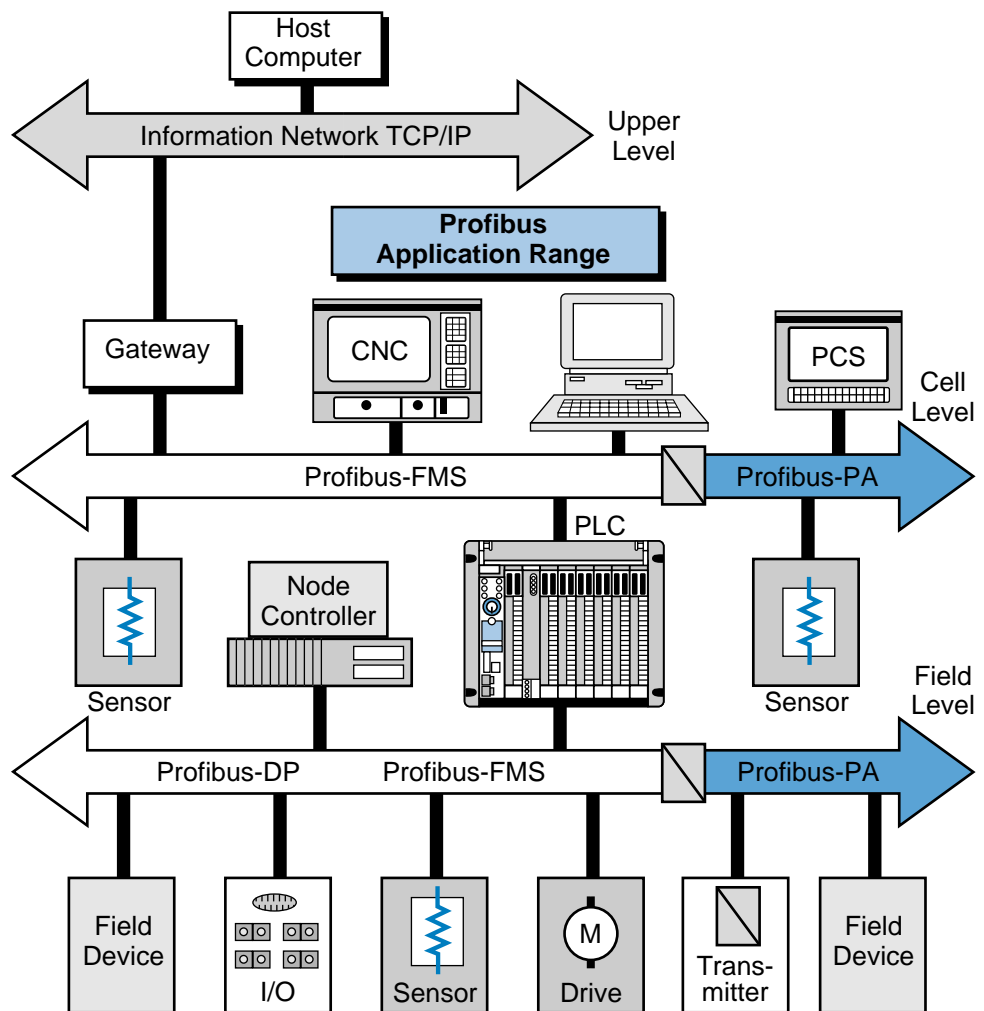 Host
Computer
Information Network TCP/IP
Upper
Level
Profibus
Application Range
Gateway
CNC
PCS
Cell
Level
Profibus-FMS
Profibus-PA
PLC
Node
Controller
Sensor
Sensor
Field
Level
Profibus-DP
Profibus-FMS
Profibus-PA
Field
Device
I/O
Sensor
M
Drive
Trans-
mitter
Field
Device